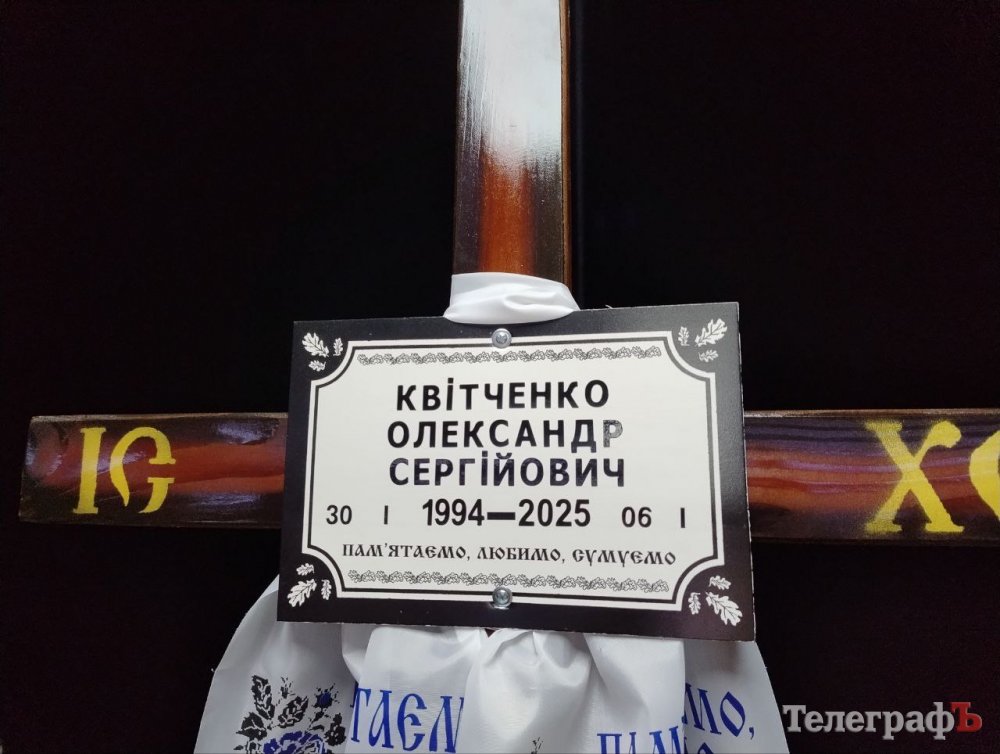 КВІТЧЕНКО
ОЛЕКСАНДР
СЕРГІЙОВИЧ
30 І 1994—2025 06 І
ПАМ'ЯТАЄМО, ЛЮБИМО, СУМУЄМО
ІС ХС
ТелеграфЪ